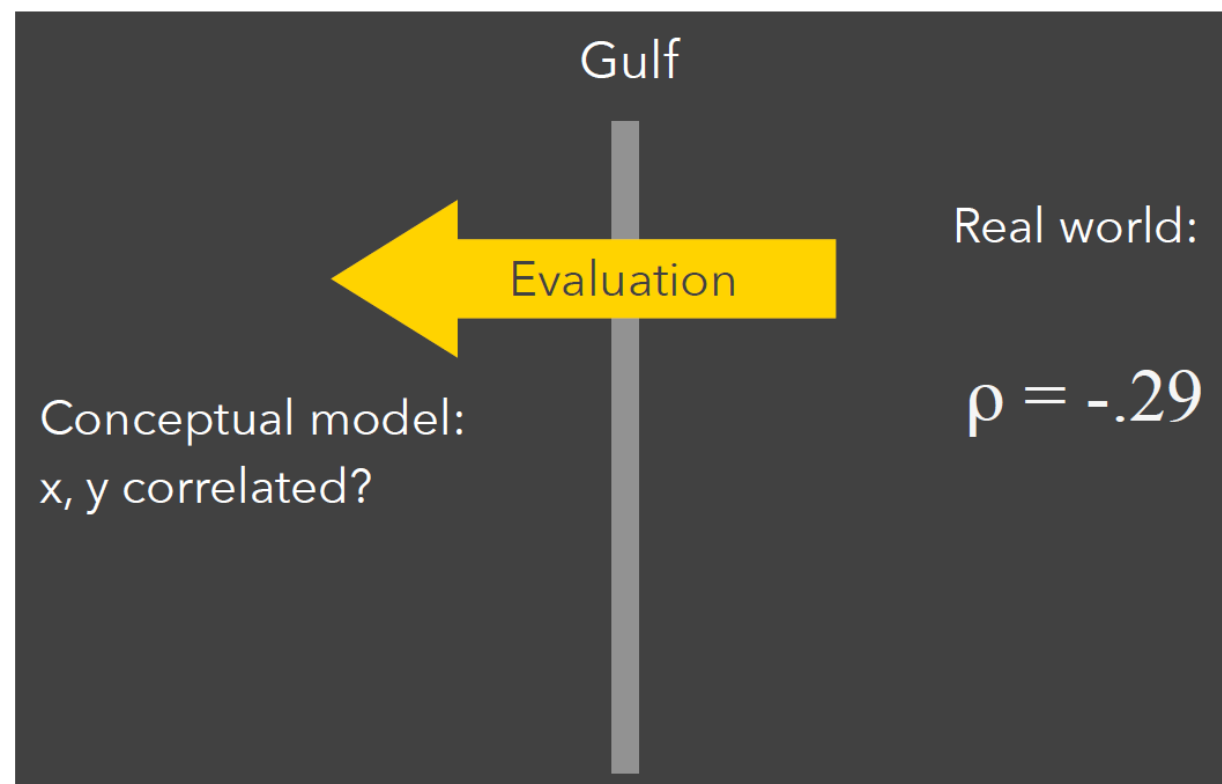 Gulf
Evaluation
Real world:
ρ = -.29
Conceptual model:
x, y correlated?